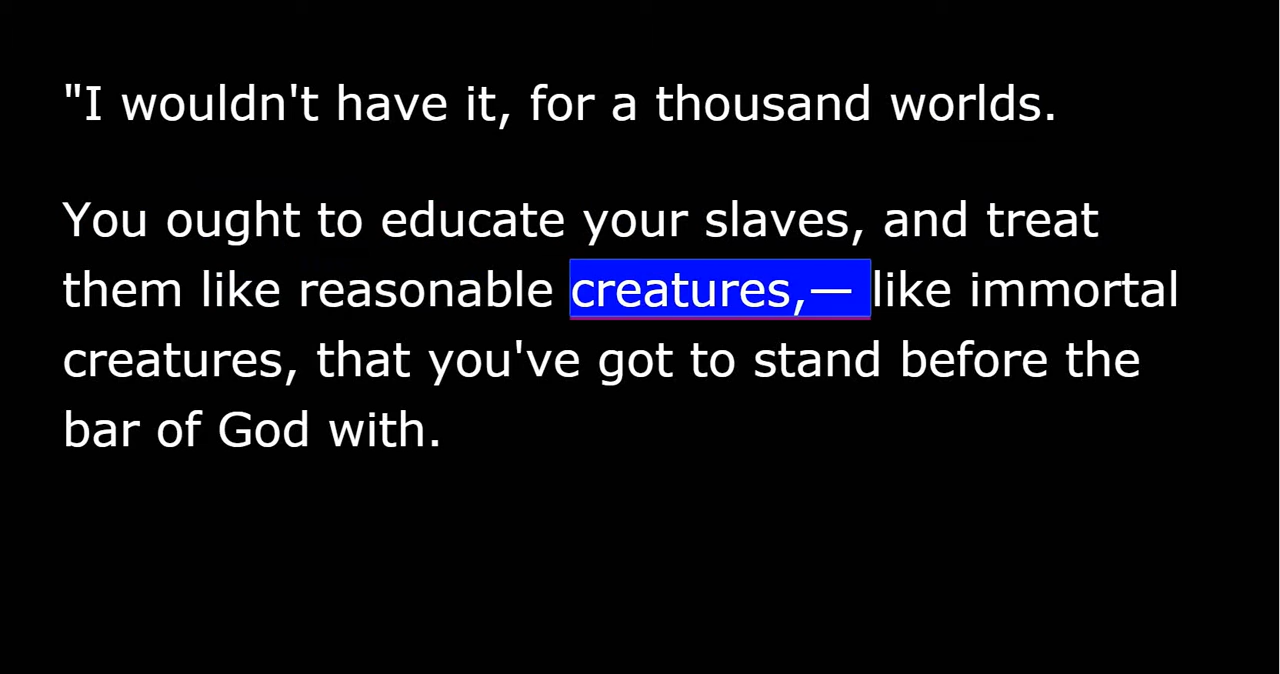 "I wouldn't have it, for a thousand worlds.
You ought to educate your slaves, and treat
them like reasonable creatures,— like immortal
creatures, that you've got to stand before the
bar of God with.